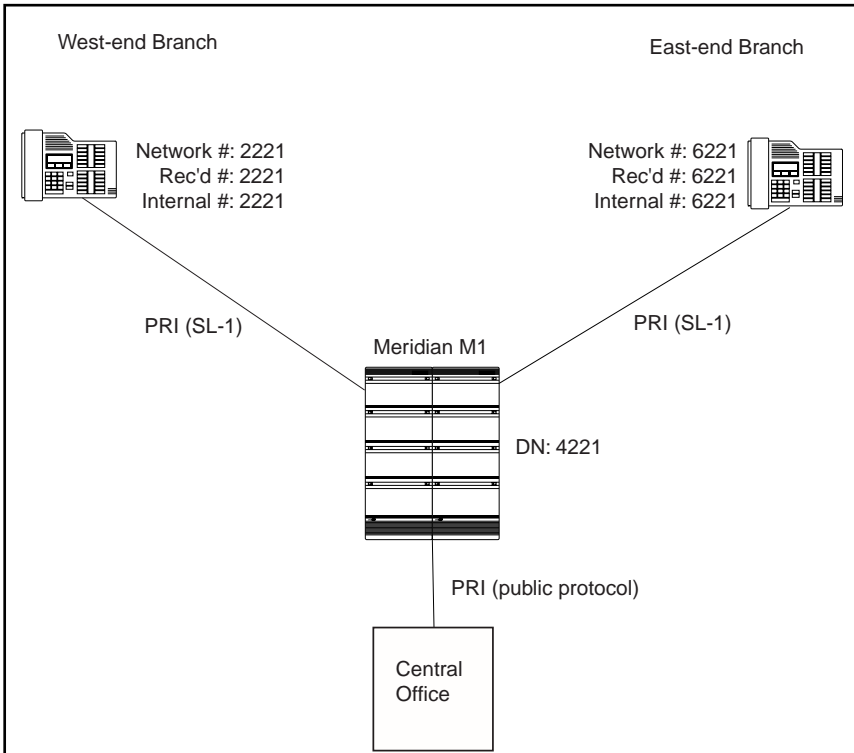 West-end Branch
East-end Branch
Network #: 2221
Rec'd #: 2221
Internal #: 2221
Network #: 6221
Rec'd #: 6221
Internal #: 6221
PRI (SL-1)
PRI (SL-1)
Meridian M1
DN: 4221
PRI (public protocol)
Central
Office